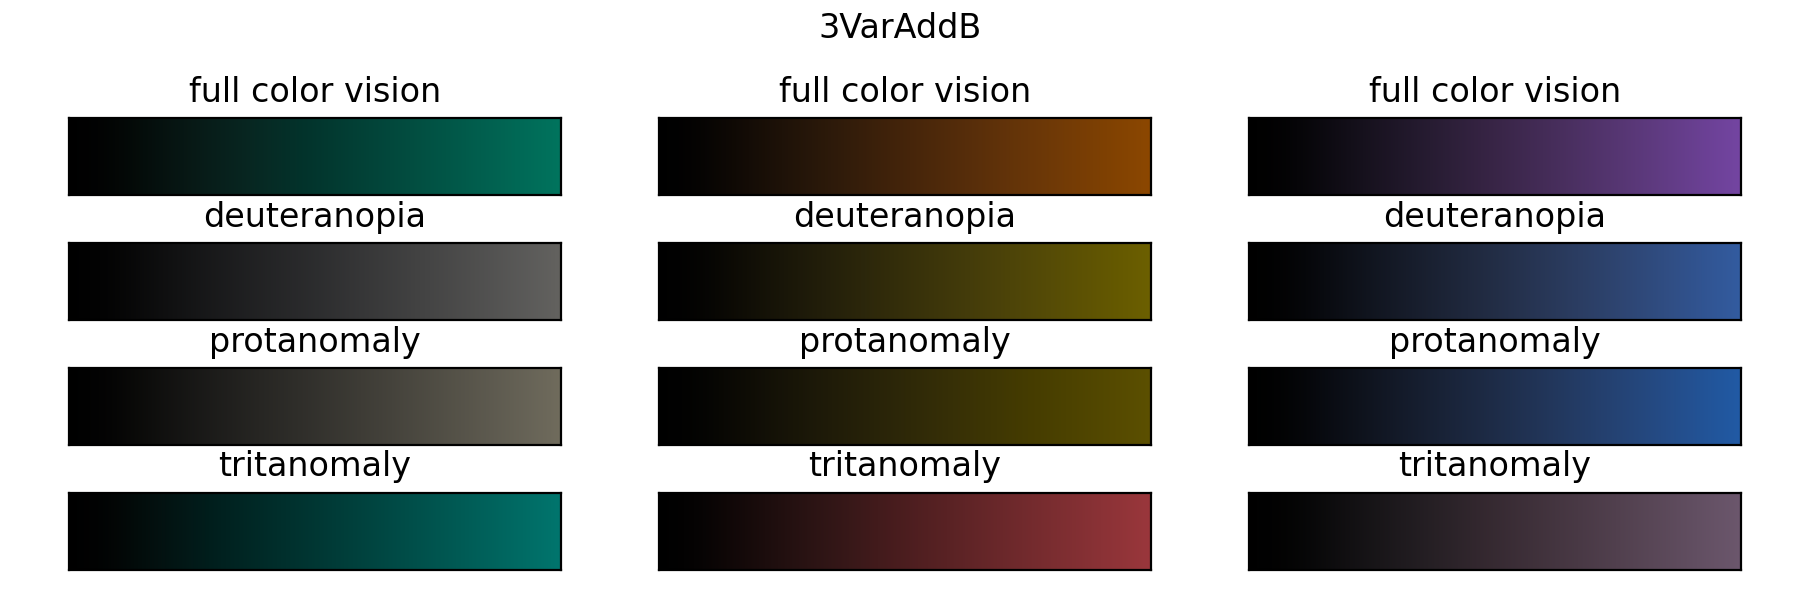 3VarAddB
full color vision
full color vision
full color vision
deuteranopia
deuteranopia
deuteranopia
protanomaly
protanomaly
protanomaly
tritanomaly
tritanomaly
tritanomaly